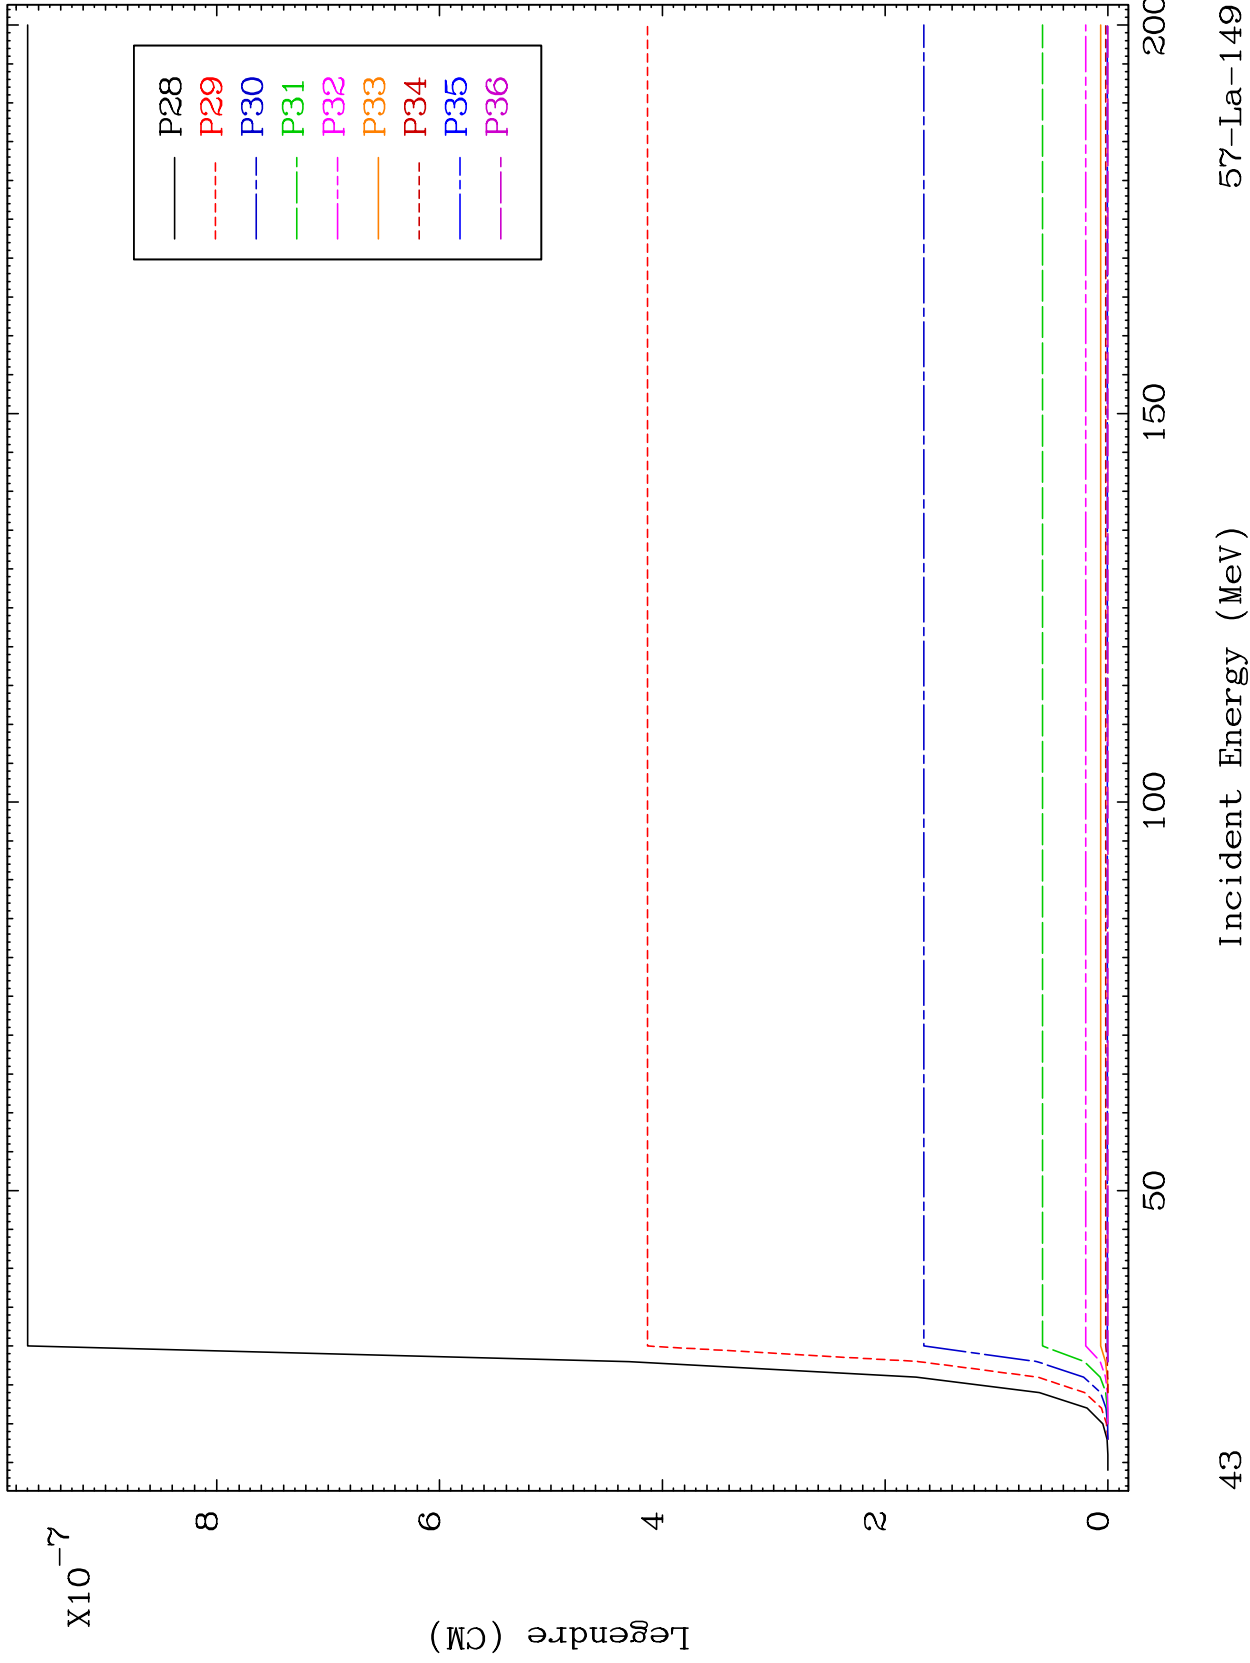 X10-7
8
6
4
2
0
Legendre (CM)
P28
P29
P30
P31
P32
P33
P34
P35
P36
50
100
150
200
Incident Energy (MeV)
43
57-La-149